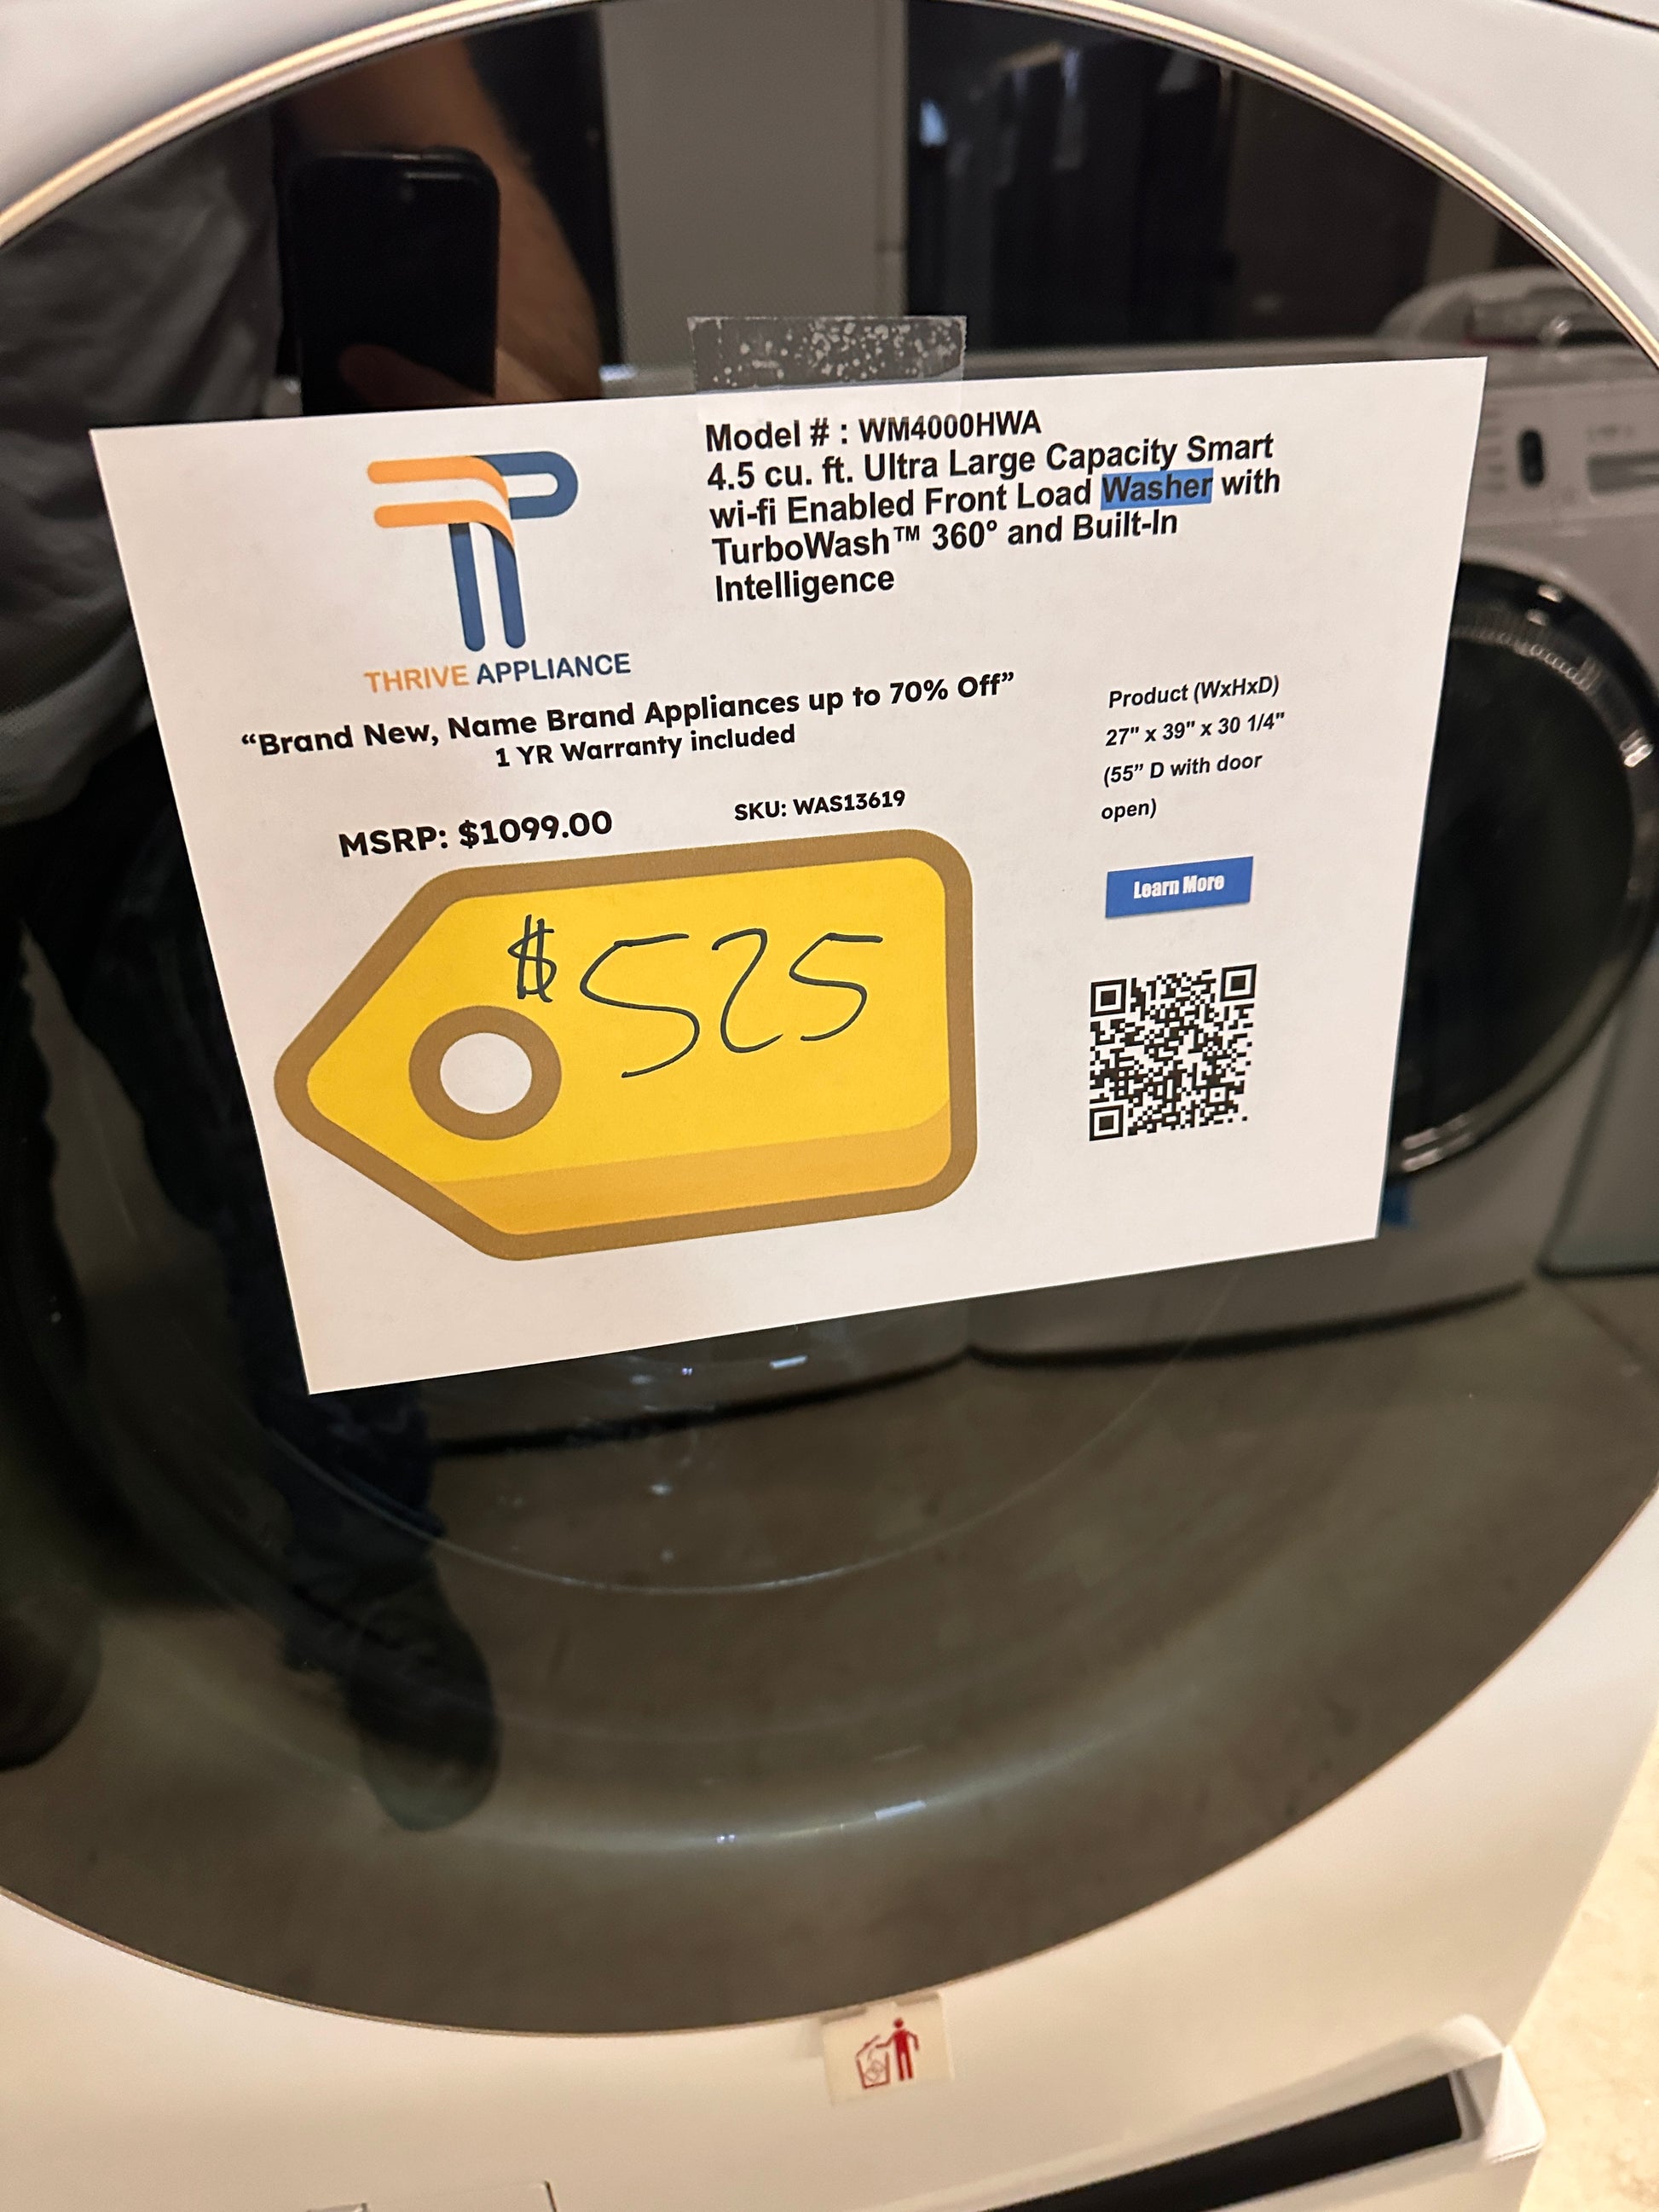 Model # : WM4000HWA
4.5 cu. ft. Ultra Large Capacity Smart
wi-fi Enabled Front Load Washer with
TurboWash™ 360° and Built-In
Intelligence
THRIVE APPLIANCE
“Brand New, Name Brand Appliances up to 70% Off”
1 YR Warranty included
Product (WxHxD)
27" x 39" x 30 1/4"
(55” D with door
open)
MSRP: $1099.00
SKU: WAS13619
Learn More
$525